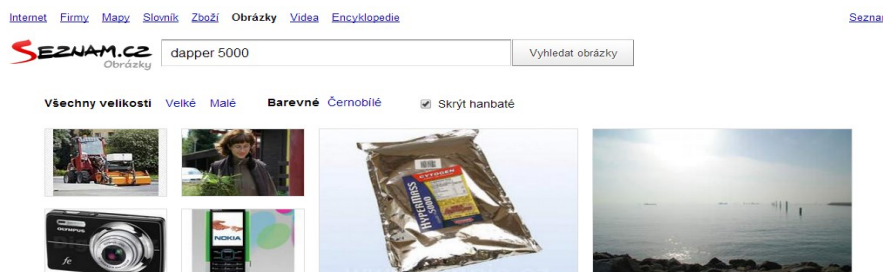 Internet Firmy Mapy Slovník Zboží Obrázky Videa Encyklopedie Seznam
SEZNAM.CZ
Obrázky
dapper 5000 Vyhledat obrázky
Všechny velikosti Velké Malé Barevné Černobílé Skrýt hanbaté
CYTOGEN
HYPERMASS
5000
OLYMPUS
fe
NOKIA